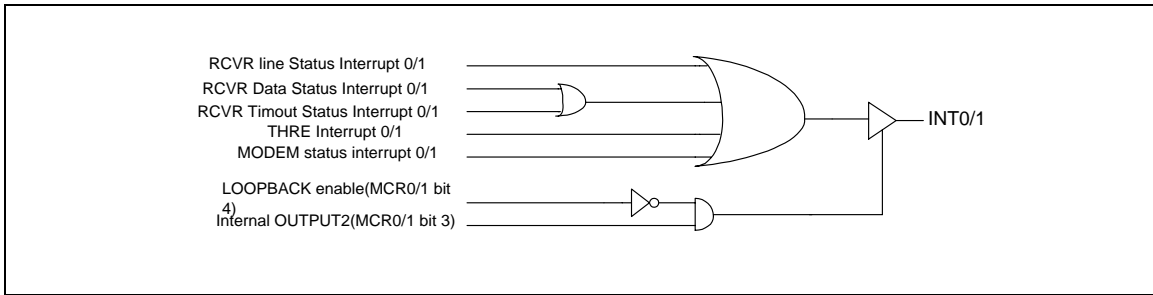 RCVR line Status Interrupt 0/1
RCVR Data Status Interrupt 0/1
RCVR Timout Status Interrupt 0/1
THRE Interrupt 0/1
MODEM status interrupt 0/1
INT0/1
LOOPBACK enable(MCR0/1 bit
4)
Internal OUTPUT2(MCR0/1 bit 3)